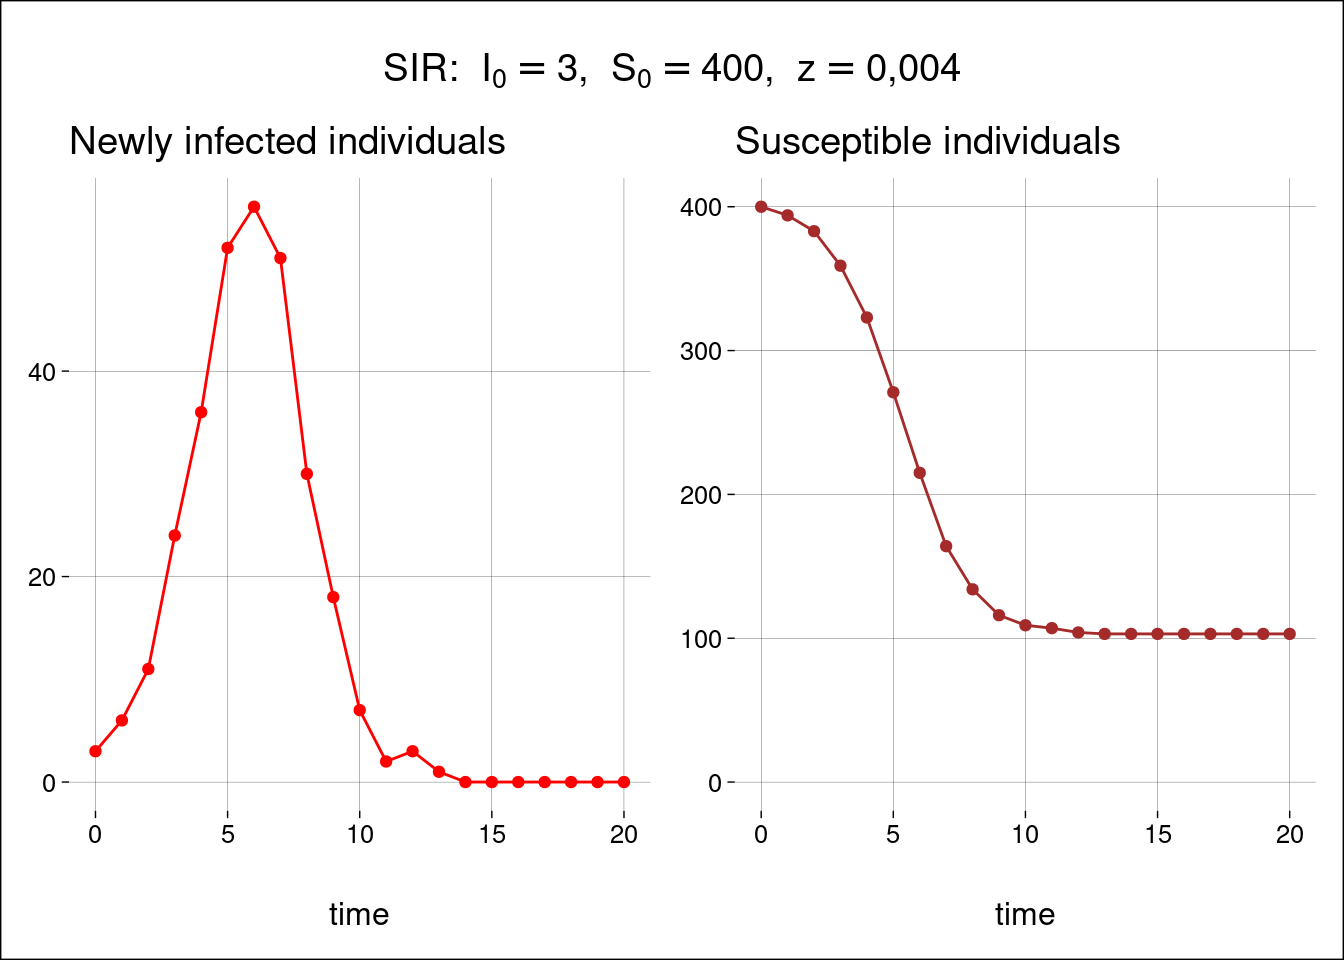 SIR: I₀ = 3, S₀ = 400, z = 0,004
Newly infected individuals
40
20
0
0 5 10 15 20
time
Susceptible individuals
400
300
200
100
0
0 5 10 15 20
time